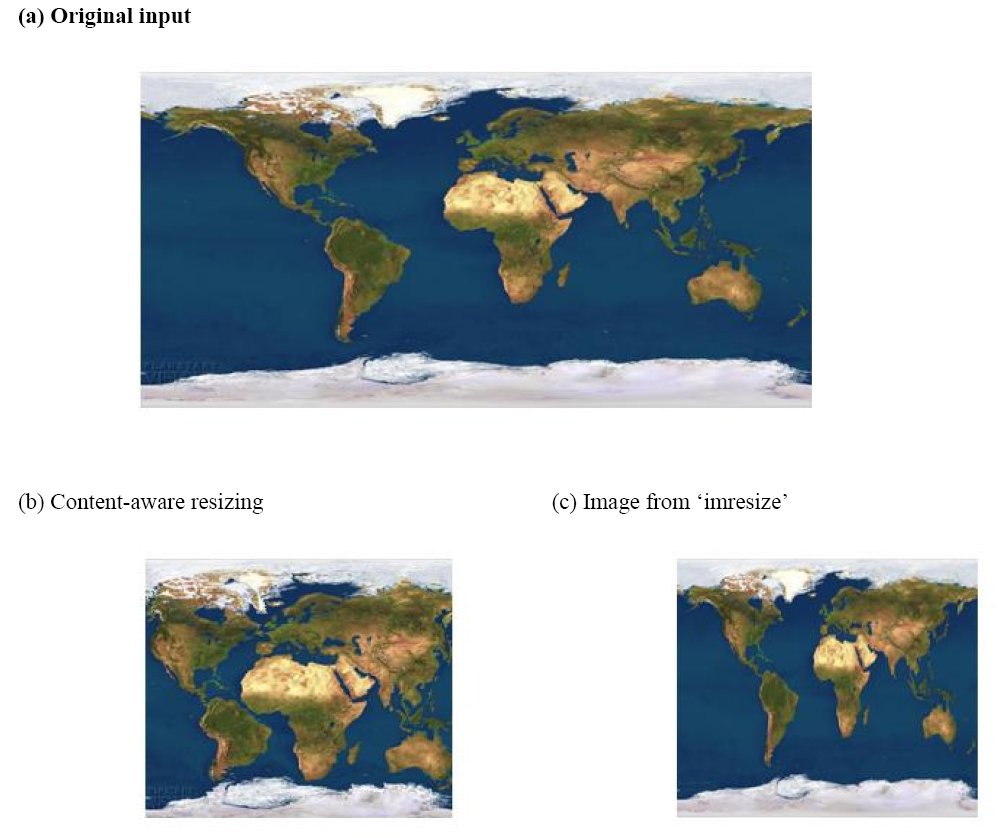 (a) Original input
(b) Content-aware resizing
(c) Image from ‘imresize’